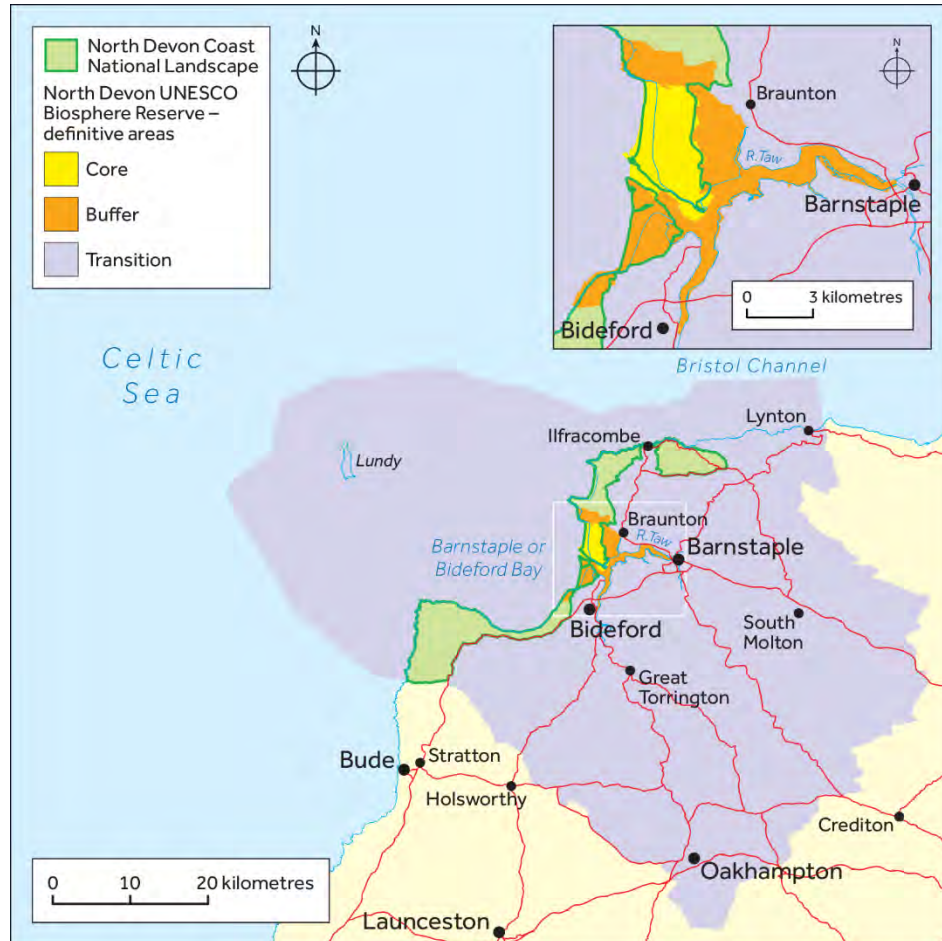 North Devon Coast
National Landscape
North Devon UNESCO
Biosphere Reserve –
definitive areas
Core
Buffer
Transition
N
N
Braunton
R.Taw
Barnstaple
0 3 kilometres
Bideford
Bristol Channel
Celtic
Sea
Lynton
Ilfracombe
Lundy
Braunton
R.Taw
Barnstaple or
Bideford Bay
Barnstaple
Bideford
South
Molton
Great
Torrington
Bude
Stratton
Holsworthy
Crediton
Oakhampton
0 10 20 kilometres
Launceston